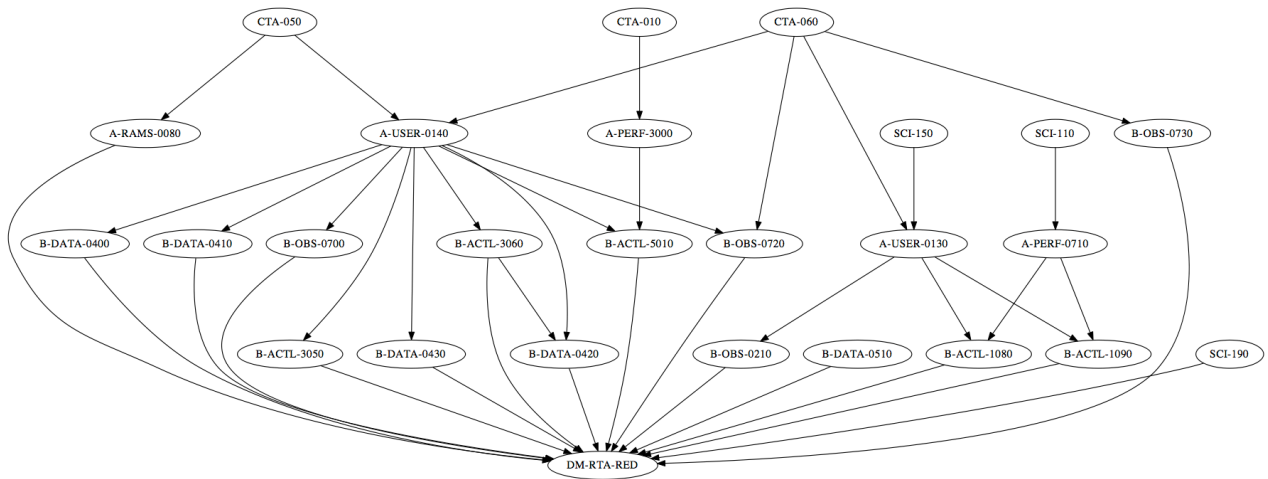 CTA-050
CTA-010
CTA-060
A-RAMS-0080
A-USER-0140
A-PERF-3000
SCI-150
SCI-110
B-OBS-0730
B-DATA-0400
B-DATA-0410
B-OBS-0700
B-ACTL-3060
B-ACTL-5010
B-OBS-0720
A-USER-0130
A-PERF-0710
B-ACTL-3050
B-DATA-0430
B-DATA-0420
B-OBS-0210
B-DATA-0510
B-ACTL-1080
B-ACTL-1090
SCI-190
DM-RTA-RED